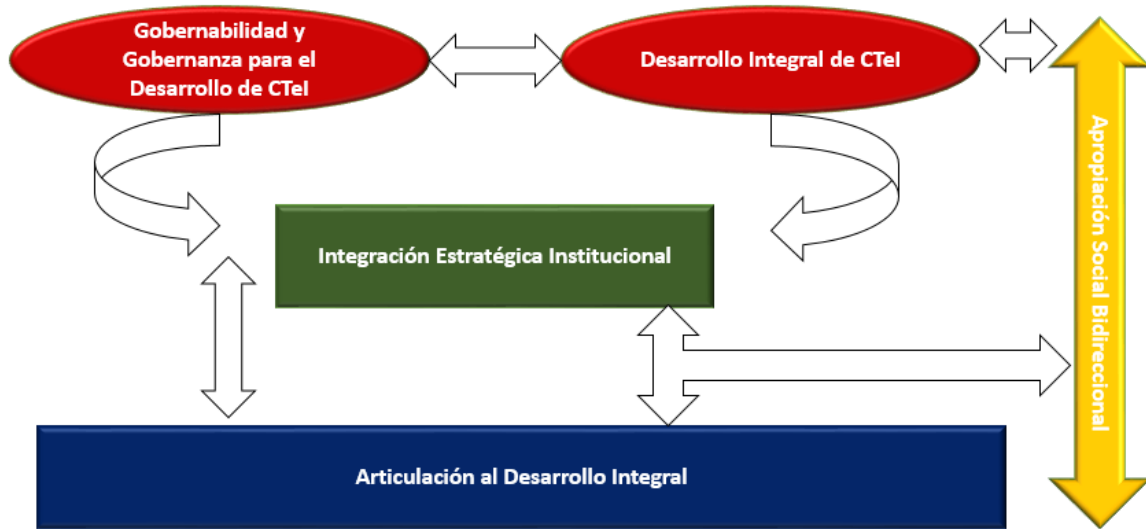 Gobernabilidad y
Gobernanza para el
Desarrollo de CTeI
Desarrollo Integral de CTeI
Apropiación Social Bidireccional
Integración Estratégica Institucional
Articulación al Desarrollo Integral